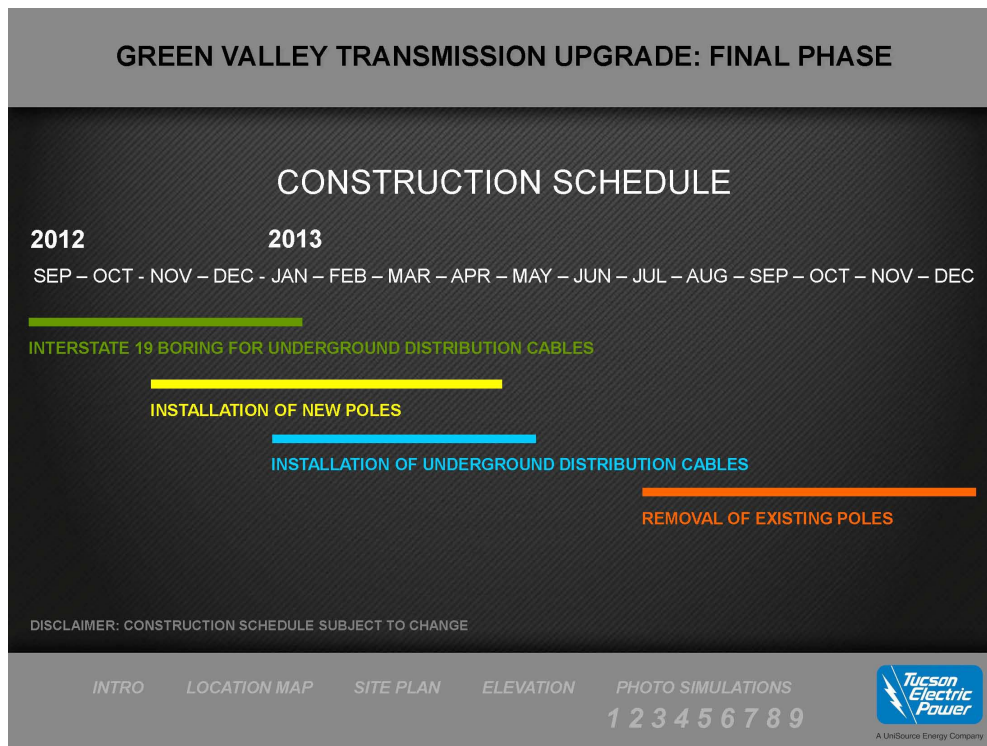 GREEN VALLEY TRANSMISSION UPGRADE: FINAL PHASE
CONSTRUCTION SCHEDULE
2012 2013
SEP – OCT - NOV – DEC - JAN – FEB – MAR – APR – MAY – JUN – JUL – AUG – SEP – OCT – NOV – DEC
INTERSTATE 19 BORING FOR UNDERGROUND DISTRIBUTION CABLES
INSTALLATION OF NEW POLES
INSTALLATION OF UNDERGROUND DISTRIBUTION CABLES
REMOVAL OF EXISTING POLES
DISCLAIMER: CONSTRUCTION SCHEDULE SUBJECT TO CHANGE
INTRO LOCATION MAP SITE PLAN ELEVATION PHOTO SIMULATIONS
1 2 3 4 5 6 7 8 9
Tucson
Electric
Power
A UniSource Energy Company